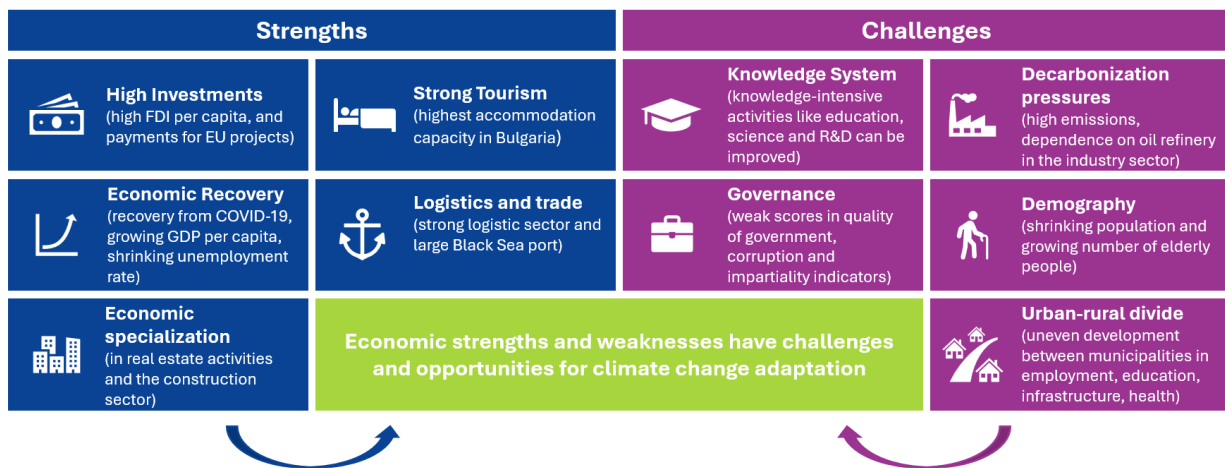 Strengths
Challenges
High Investments
(high FDI per capita, and
payments for EU projects)
Strong Tourism
(highest accommodation
capacity in Bulgaria)
Knowledge System
(knowledge-intensive
activities like education,
science and R&D can be
improved)
Decarbonization
pressures
(high emissions,
dependence on oil refinery
in the industry sector)
Economic Recovery
(recovery from COVID-19,
growing GDP per capita,
shrinking unemployment
rate)
Logistics and trade
(strong logistic sector and
large Black Sea port)
Governance
(weak scores in quality
of government,
corruption and
impartiality indicators)
Demography
(shrinking population and
growing number of elderly
people)
Economic
specialization
(in real estate activities
and the construction
sector)
Economic strengths and weaknesses have challenges
and opportunities for climate change adaptation
Urban-rural divide
(uneven development
between municipalities in
employment, education,
infrastructure, health)